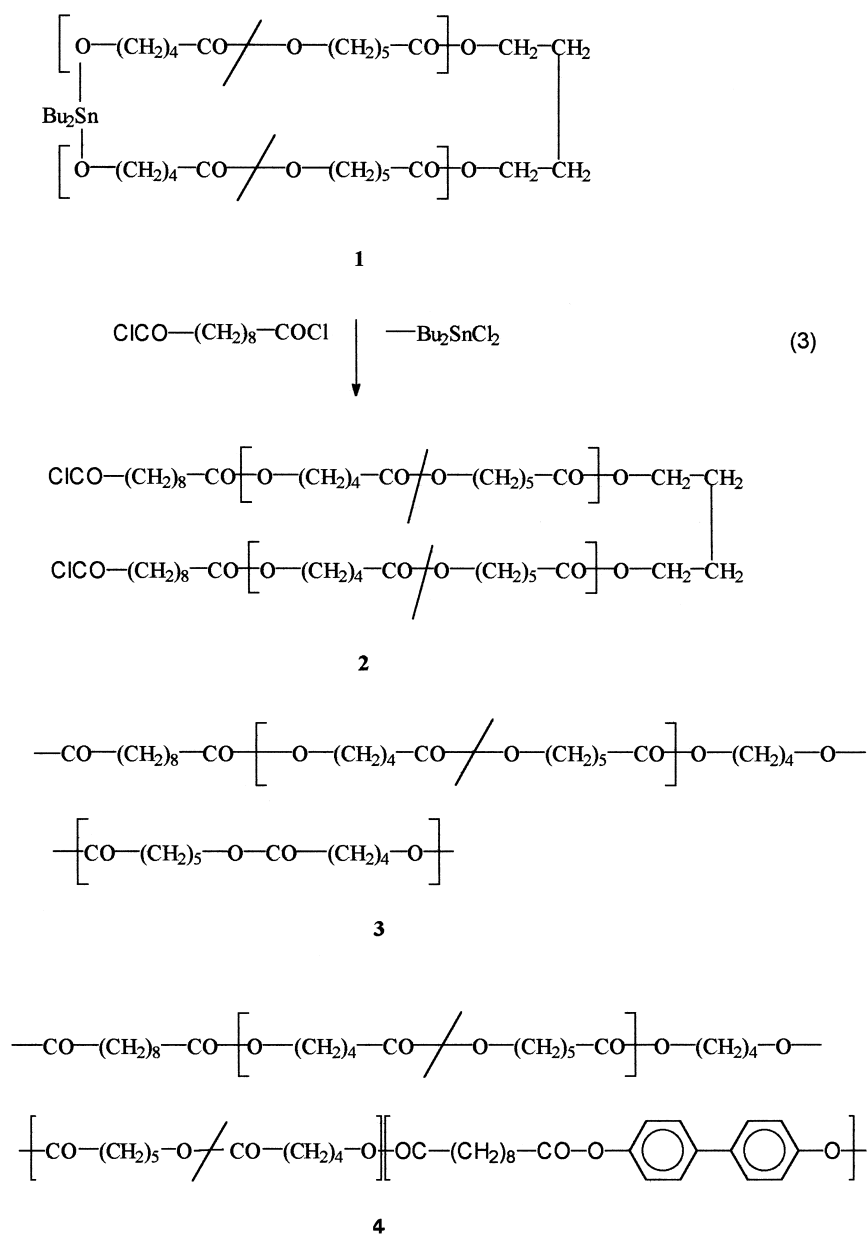 [O—(CH₂)₄—CO/O—(CH₂)₅—CO]O—CH₂—CH₂
Bu₂Sn
[O—(CH₂)₄—CO/O—(CH₂)₅—CO]O—CH₂—CH₂
1
ClCO—(CH₂)₈—COCl —Bu₂SnCl₂ (3)
ClCO—(CH₂)₈—CO[O—(CH₂)₄—CO/O—(CH₂)₅—CO]O—CH₂—CH₂
ClCO—(CH₂)₈—CO[O—(CH₂)₄—CO/O—(CH₂)₅—CO]O—CH₂—CH₂
2
—CO—(CH₂)₈—CO[O—(CH₂)₄—CO/O—(CH₂)₅—CO]O—(CH₂)₄—O—
[CO—(CH₂)₅—O—CO—(CH₂)₄—O]
3
—CO—(CH₂)₈—CO[O—(CH₂)₄—CO/O—(CH₂)₅—CO]O—(CH₂)₄—O—
[CO—(CH₂)₅—O/CO—(CH₂)₄—O][OC—(CH₂)₈—CO—O—O]
4